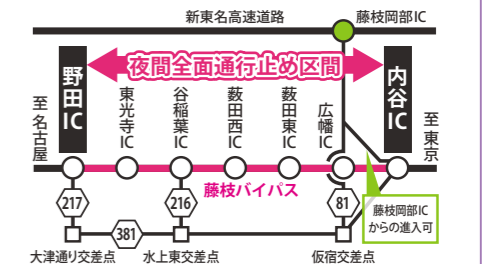 新東名高速道路
藤枝岡部IC
夜間全面通行止め区間
野田IC
内谷IC
至名古屋
東光寺IC
谷稲葉IC
薮田西IC
薮田東IC
広幡IC
至東京
藤枝バイパス
217
216
81
藤枝岡部IC
からの進入可
381
大津通り交差点
水上東交差点
仮宿交差点